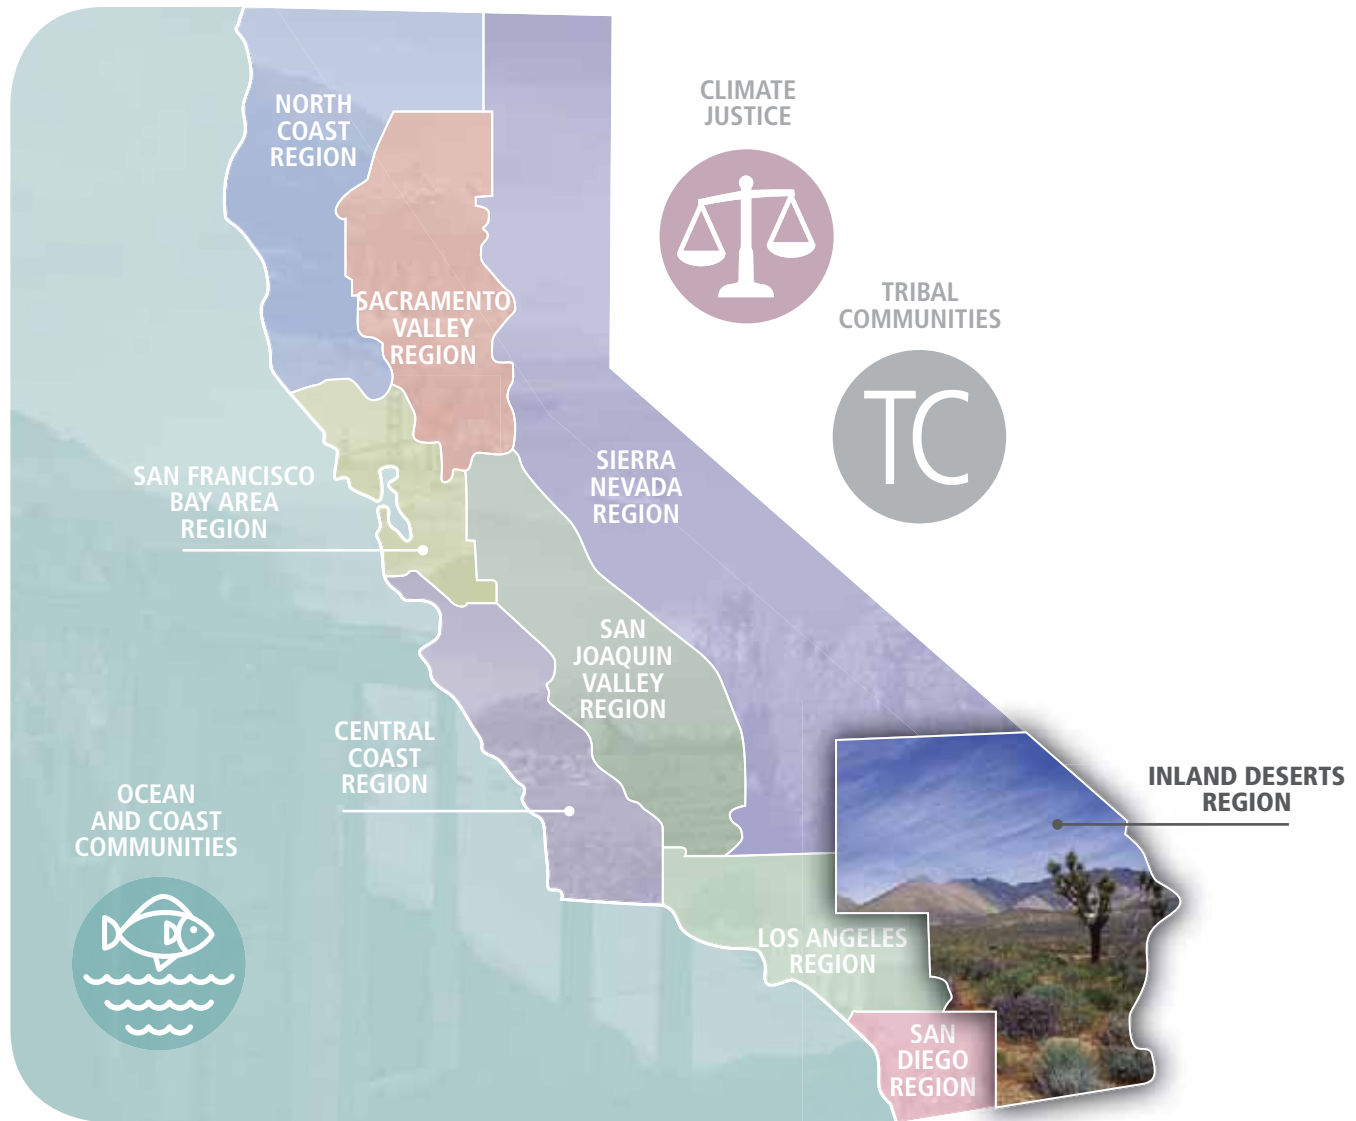 NORTH
COAST
REGION
CLIMATE
JUSTICE
TRIBAL
COMMUNITIES
TC
SACRAMENTO
VALLEY
REGION
SAN FRANCISCO
BAY AREA
REGION
SIERRA
NEVADA
REGION
SAN
JOAQUIN
VALLEY
REGION
CENTRAL
COAST
REGION
INLAND DESERTS
REGION
OCEAN
AND COAST
COMMUNITIES
LOS ANGELES
REGION
SAN
DIEGO
REGION